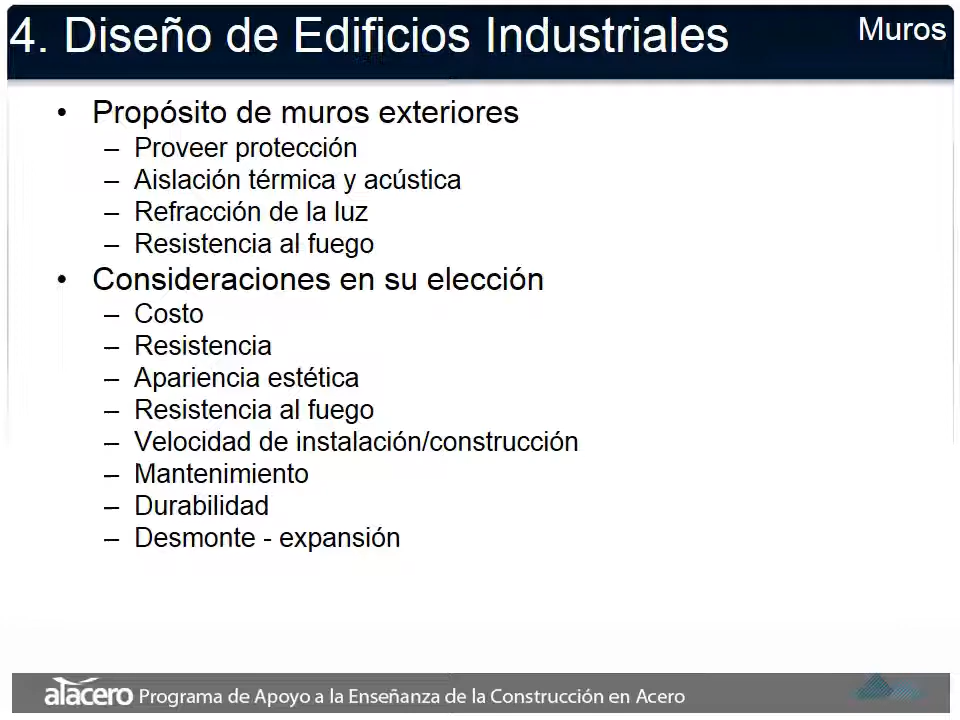 4. Diseño de Edificios Industriales
Muros
• Propósito de muros exteriores
– Proveer protección
– Aislación térmica y acústica
– Refracción de la luz
– Resistencia al fuego
• Consideraciones en su elección
– Costo
– Resistencia
– Apariencia estética
– Resistencia al fuego
– Velocidad de instalación/construcción
– Mantenimiento
– Durabilidad
– Desmonte - expansión
alacero Programa de Apoyo a la Enseñanza de la Construcción en Acero